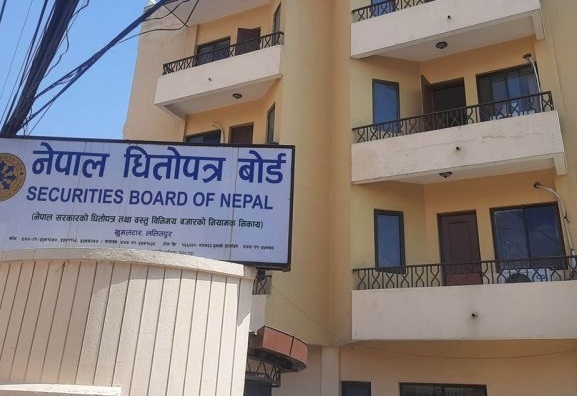 नेपाल धितोपत्र बोर्ड
SECURITIES BOARD OF NEPAL
(नेपाल सरकारको धितोपत्र तथा वस्तु विनिमय बजारको नियामक निकाय)
खुमलटार, ललितपुर